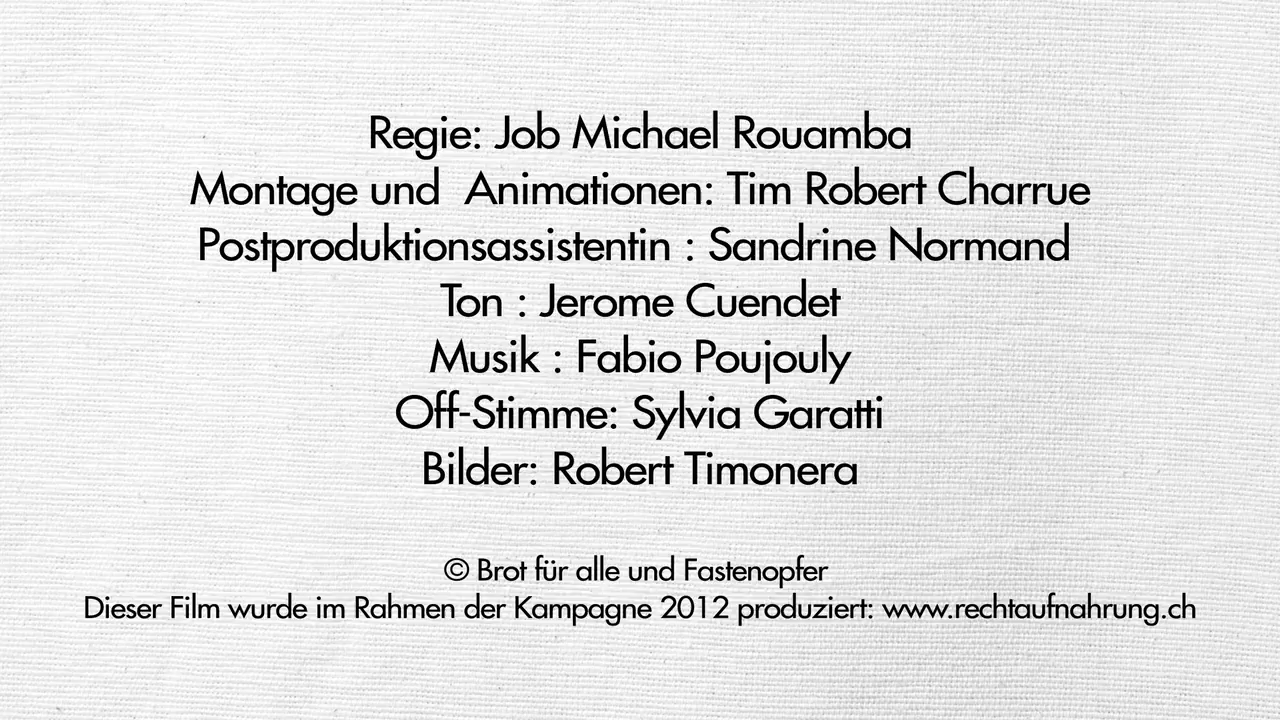 Regie: Job Michael Rouamba
Montage und  Animationen: Tim Robert Charrue
Postproduktionsassistentin : Sandrine Normand
Ton : Jerome Cuendet
Musik : Fabio Poujouly
Off-Stimme: Sylvia Garatti
Bilder: Robert Timonera
© Brot für alle und Fastenopfer
Dieser Film wurde im Rahmen der Kampagne 2012 produziert: www.rechtaufnahrung.ch